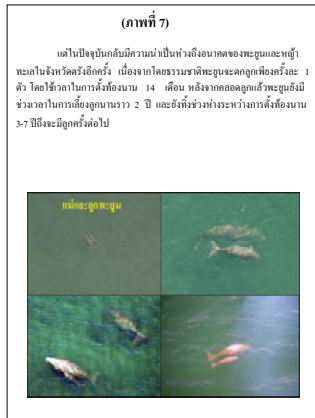 (ภาพที่ 7)
แต่ในปัจจุบันกลับมีความน่าเป็นห่วงถึงอนาคตของพะยูนและหญ้า
ทะเลในจังหวัดตรังอีกครั้ง เนื่องจากโดยธรรมชาติพะยูนจะตกลูกเพียงครั้งละ 1
ตัว โดยใช้เวลาในการตั้งท้องนาน 14 เดือน หลังจากคลอดลูกแล้วพะยูนยังมี
ช่วงเวลาในการเลี้ยงลูกนานราว 2 ปี และยังทิ้งช่วงห่างระหว่างการตั้งท้องนาน
3-7 ปีถึงจะมีลูกครั้งต่อไป
แม่และลูกพะยูน